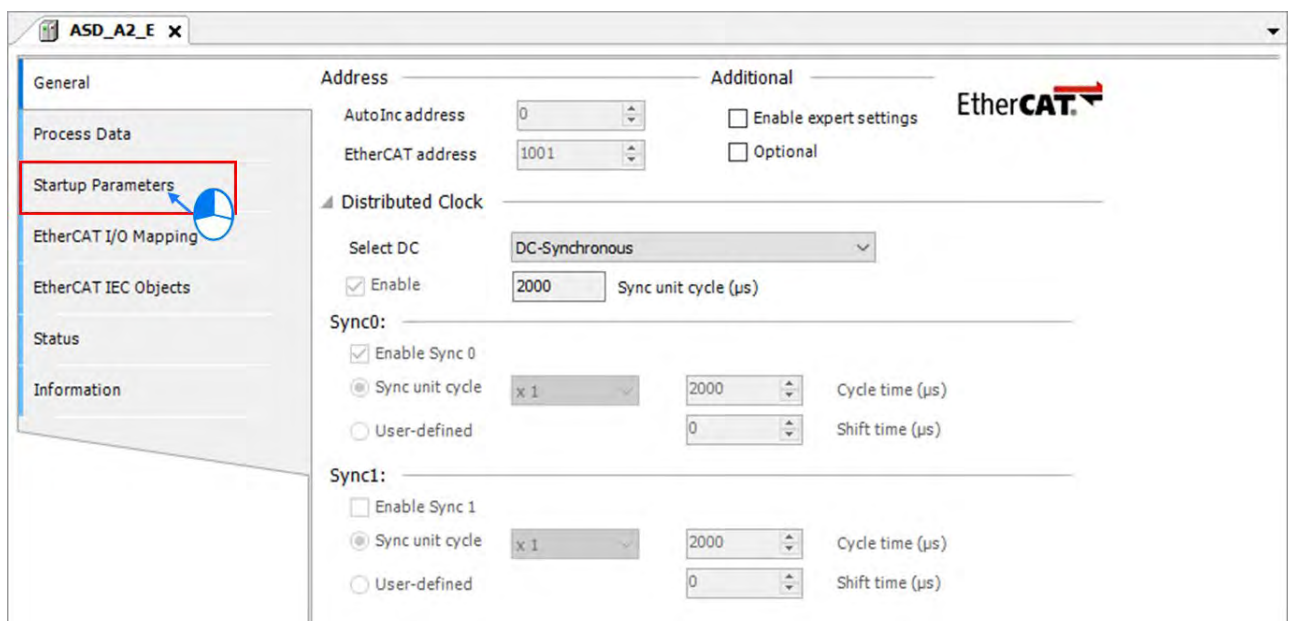 ASD_A2_E
General
Process Data
Startup Parameters
EtherCAT I/O Mapping
EtherCAT IEC Objects
Status
Information
Address
AutoInc address 0
EtherCAT address 1001
Additional
Enable expert settings
Optional
EtherCAT.
Distributed Clock
Select DC DC-Synchronous
Enable 2000 Sync unit cycle (µs)
Sync0:
Enable Sync 0
Sync unit cycle x 1 2000 Cycle time (µs)
User-defined 0 Shift time (µs)
Sync1:
Enable Sync 1
Sync unit cycle x 1 2000 Cycle time (µs)
User-defined 0 Shift time (µs)